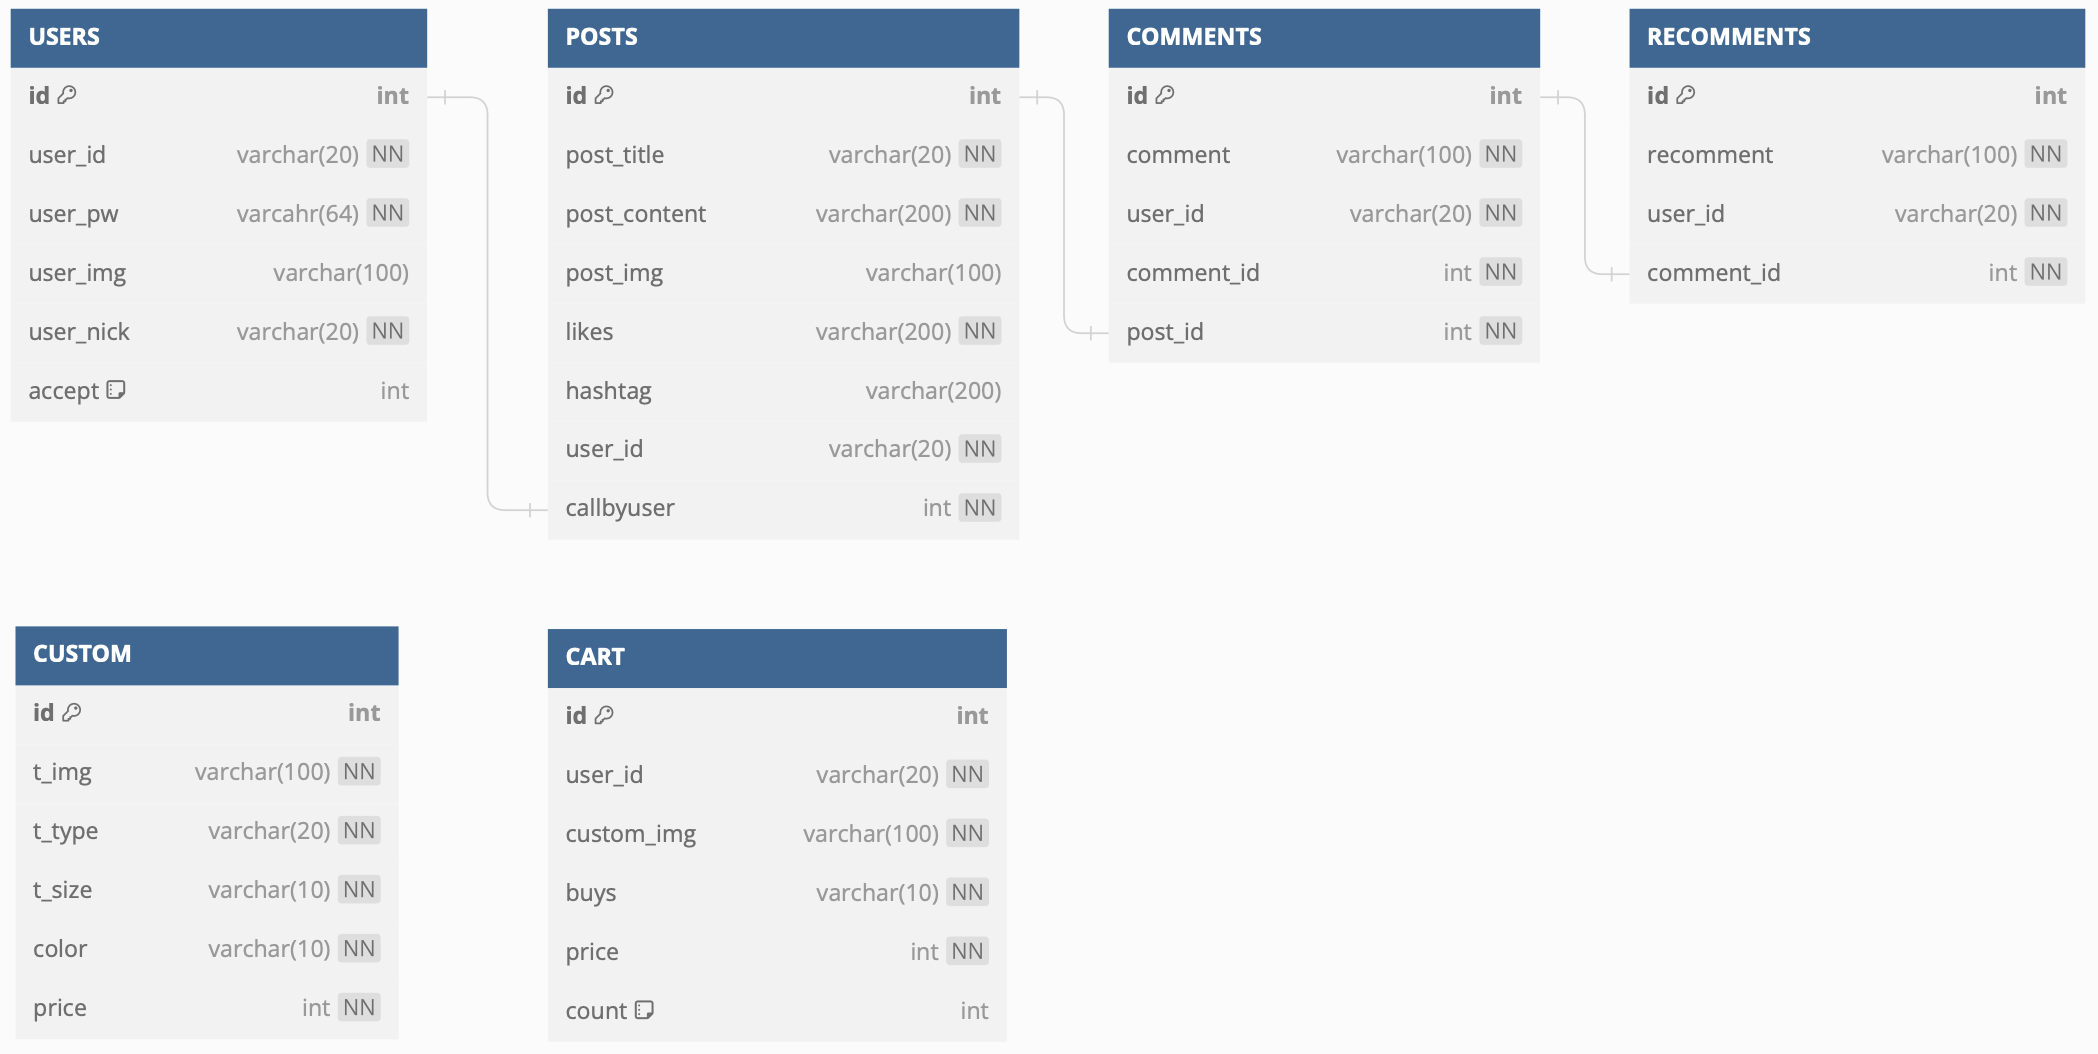 USERS
id int
user_id varchar(20) NN
user_pw varcahr(64) NN
user_img varchar(100)
user_nick varchar(20) NN
accept int
POSTS
id int
post_title varchar(20) NN
post_content varchar(200) NN
post_img varchar(100)
likes varchar(200) NN
hashtag varchar(200)
user_id varchar(20) NN
callbyuser int NN
COMMENTS
id int
comment varchar(100) NN
user_id varchar(20) NN
comment_id int NN
post_id int NN
RECOMMENTS
id int
recomment varchar(100) NN
user_id varchar(20) NN
comment_id int NN
CUSTOM
id int
t_img varchar(100) NN
t_type varchar(20) NN
t_size varchar(10) NN
color varchar(10) NN
price int NN
CART
id int
user_id varchar(20) NN
custom_img varchar(100) NN
buys varchar(10) NN
price int NN
count int